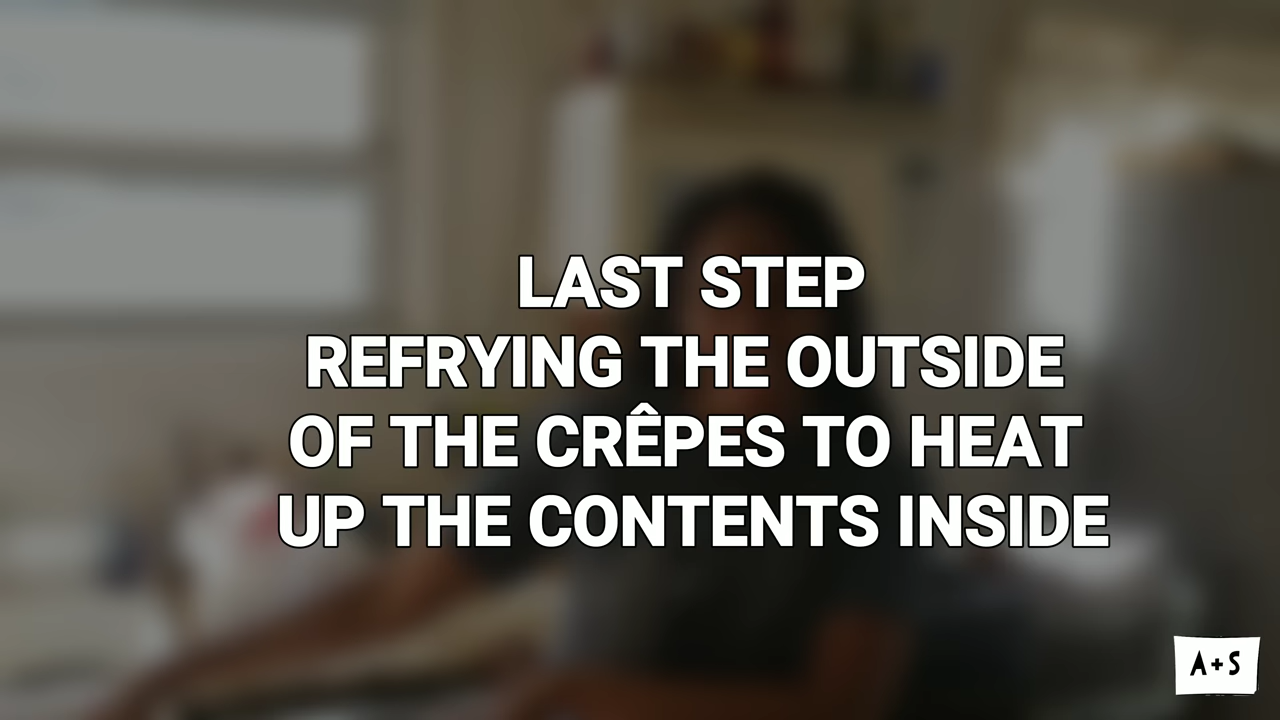 LAST STEP
REFRYING THE OUTSIDE
OF THE CRÊPES TO HEAT
UP THE CONTENTS INSIDE
A+S